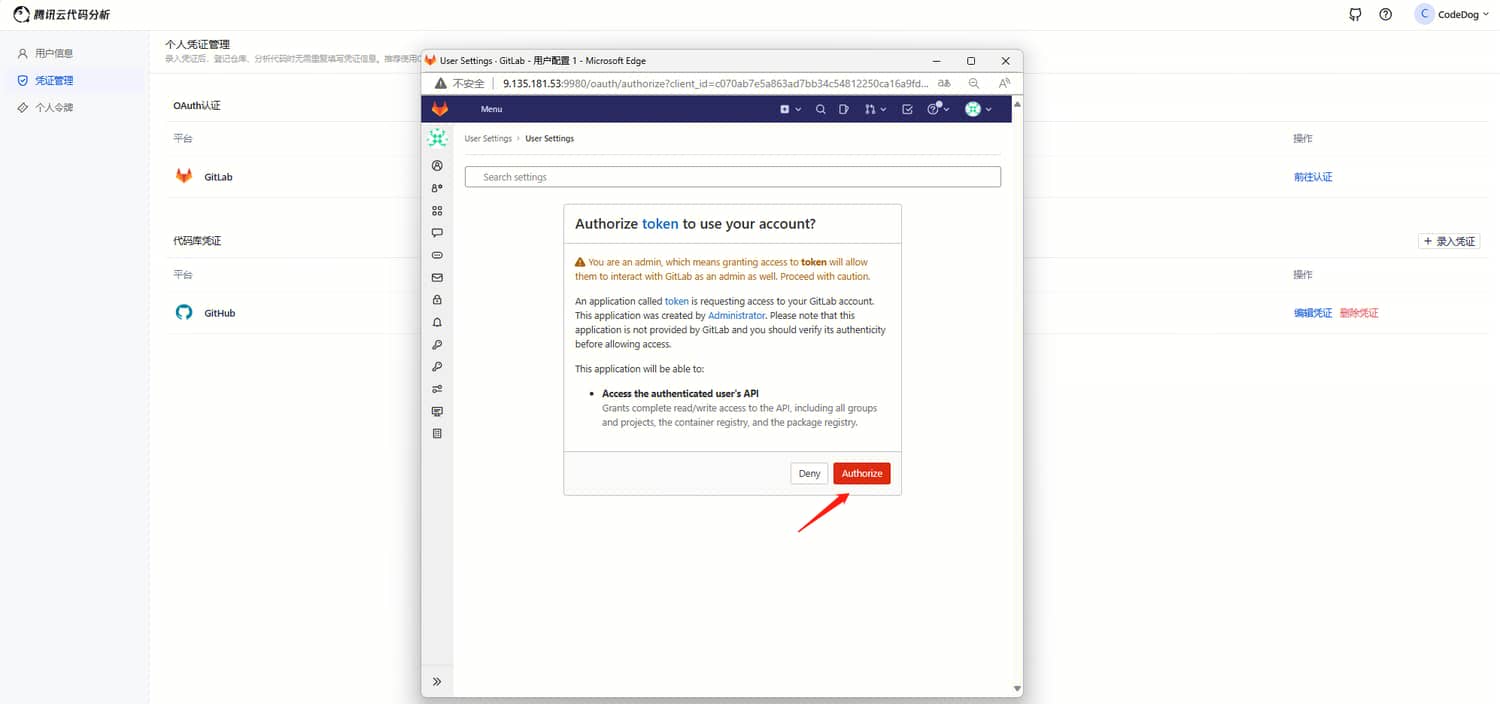 腾讯云代码分析
C CodeDog
用户信息
凭证管理
个人令牌
个人凭证管理
录入凭证后、登记仓库、分析代码时无需重复填写凭证信息。推荐使用
OAuth认证
平台
操作
GitLab
前往认证
代码库凭证
+ 录入凭证
平台
操作
GitHub
编辑凭证 删除凭证
User Settings · GitLab - 用户配置 1 - Microsoft Edge
不安全 9.135.181.53:9980/oauth/authorize?client_id=c070ab7e5a863ad7bb34c54812250ca16a9fd...
Menu
User Settings › User Settings
Search settings
Authorize token to use your account?
You are an admin, which means granting access to token will allow
them to interact with GitLab as an admin as well. Proceed with caution.
An application called token is requesting access to your GitLab account.
This application was created by Administrator. Please note that this
application is not provided by GitLab and you should verify its authenticity
before allowing access.
This application will be able to:
• Access the authenticated user's API
Grants complete read/write access to the API, including all groups
and projects, the container registry, and the package registry.
Deny Authorize